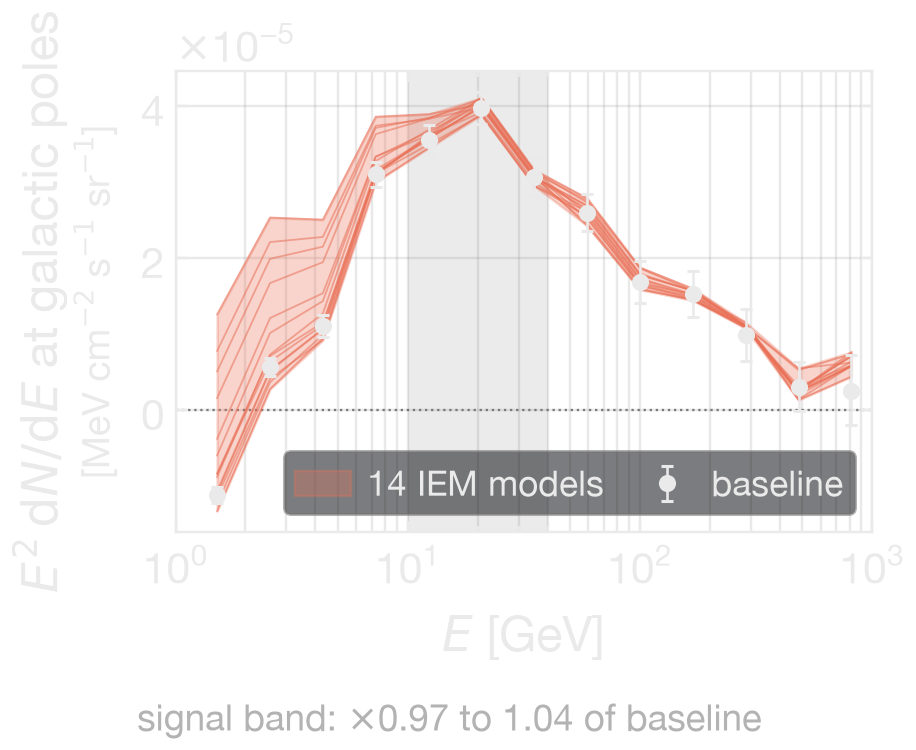 ×10⁻⁵
E² dN/dE at galactic poles
[MeV cm⁻² s⁻¹ sr⁻¹]
4
2
0
14 IEM models
baseline
10⁰ 10¹ 10² 10³
E [GeV]
signal band: ×0.97 to 1.04 of baseline